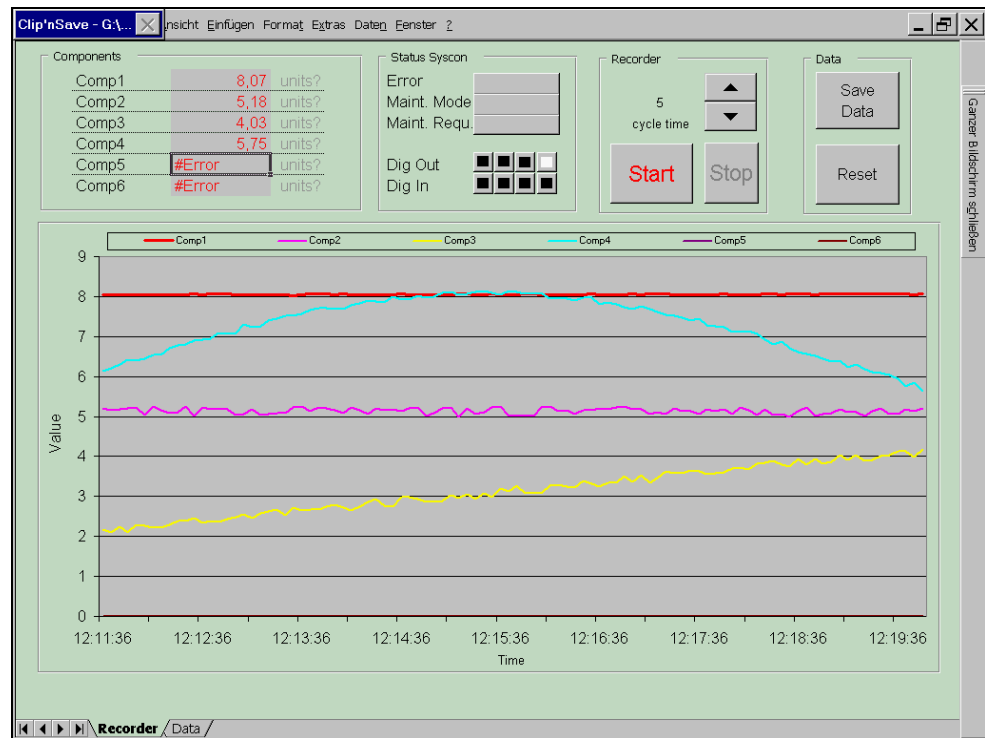 Clip'nSave - G:\... nsicht Einfügen Format Extras Daten Fenster ?
Components
Comp1 8,07 units?
Comp2 5,18 units?
Comp3 4,03 units?
Comp4 5,75 units?
Comp5 #Error units?
Comp6 #Error units?
Status Syscon
Error
Maint. Mode
Maint. Requ.
Dig Out
Dig In
Recorder
5
cycle time
Start Stop
Data
Save
Data
Reset
Ganzer Bildschirm schließen
Comp1 Comp2 Comp3 Comp4 Comp5 Comp6
9
8
7
6
5
4
3
2
1
0
Value
12:11:36 12:12:36 12:13:36 12:14:36 12:15:36 12:16:36 12:17:36 12:18:36 12:19:36
Time
Recorder Data